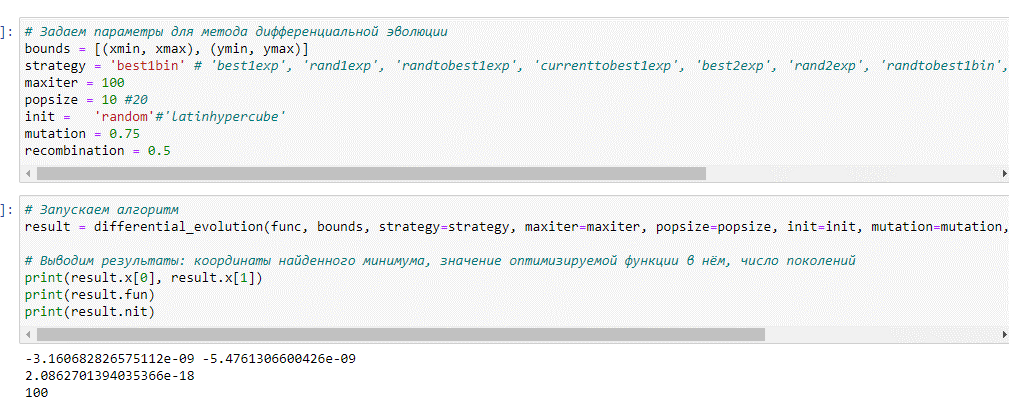 ]: # Задаем параметры для метода дифференциальной эволюции
bounds = [(xmin, xmax), (ymin, ymax)]
strategy = 'best1bin' # 'best1exp', 'rand1exp', 'randtobest1exp', 'currenttobest1exp', 'best2exp', 'rand2exp', 'randtobest1bin',
maxiter = 100
popsize = 10 #20
init =   'random'#'latinhypercube'
mutation = 0.75
recombination = 0.5
]: # Запускаем алгоритм
result = differential_evolution(func, bounds, strategy=strategy, maxiter=maxiter, popsize=popsize, init=init, mutation=mutation,
# Выводим результаты: координаты найденного минимума, значение оптимизируемой функции в нём, число поколений
print(result.x[0], result.x[1])
print(result.fun)
print(result.nit)
-3.160682826575112e-09 -5.4761306600426e-09
2.0862701394035366e-18
100